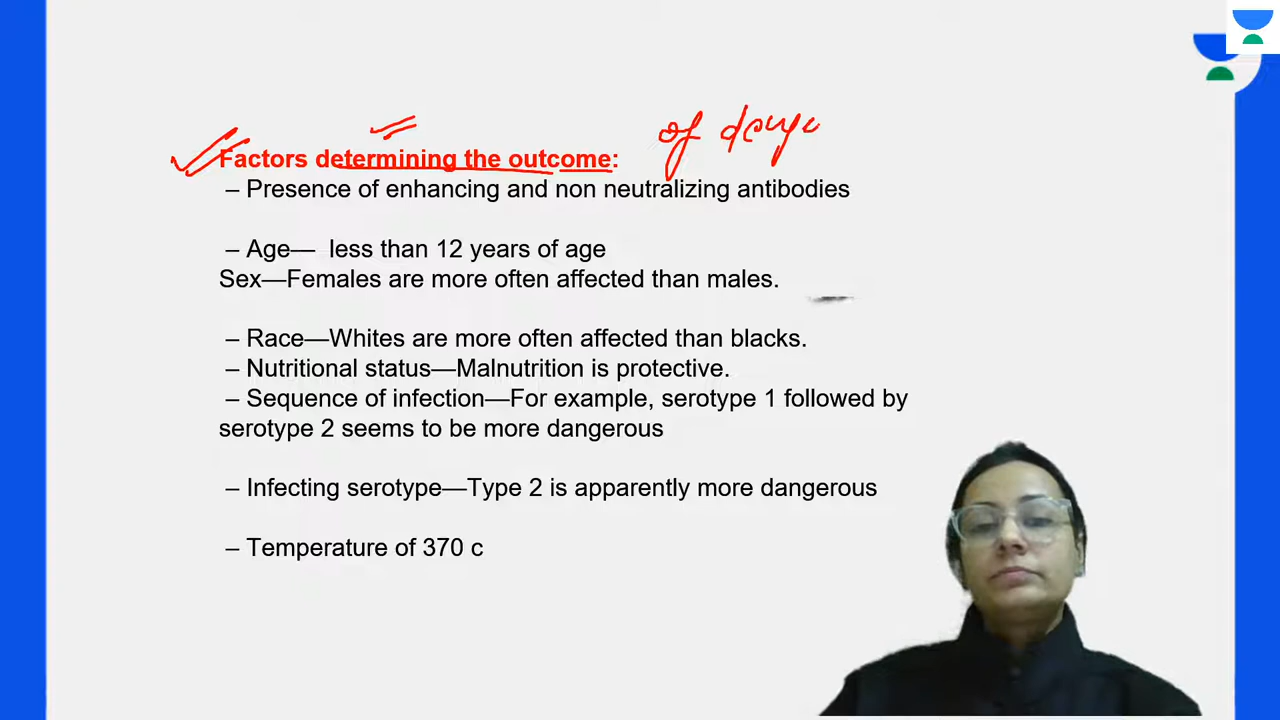 of
Factors determining the outcome:
– Presence of enhancing and non neutralizing antibodies
– Age— less than 12 years of age
Sex—Females are more often affected than males.
– Race—Whites are more often affected than blacks.
– Nutritional status—Malnutrition is protective.
– Sequence of infection—For example, serotype 1 followed by
serotype 2 seems to be more dangerous
– Infecting serotype—Type 2 is apparently more dangerous
– Temperature of 370 c